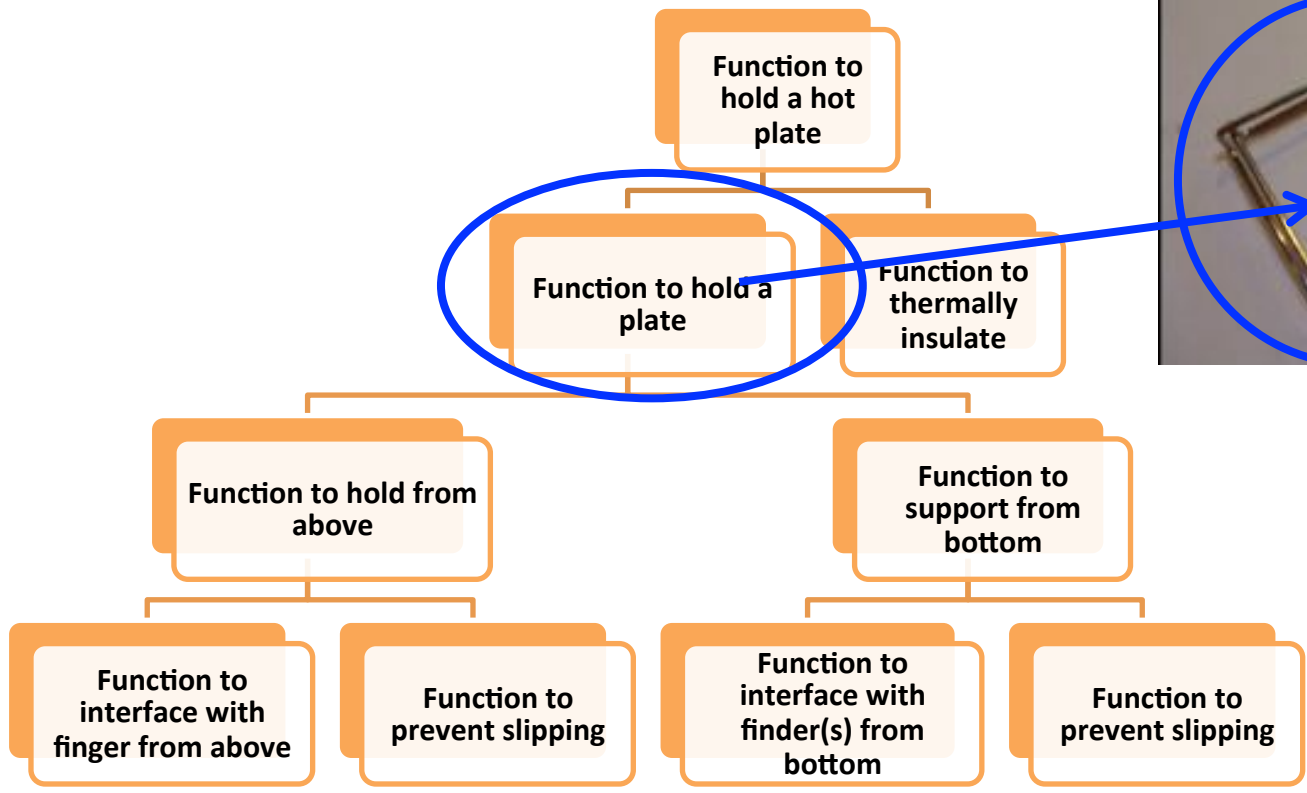 Function to
hold a hot
plate
Function to hold a
plate
Function to
thermally
insulate
Function to hold from
above
Function to
support from
bottom
Function to
interface with
finger from above
Function to
prevent slipping
Function to
interface with
finder(s) from
bottom
Function to
prevent slipping